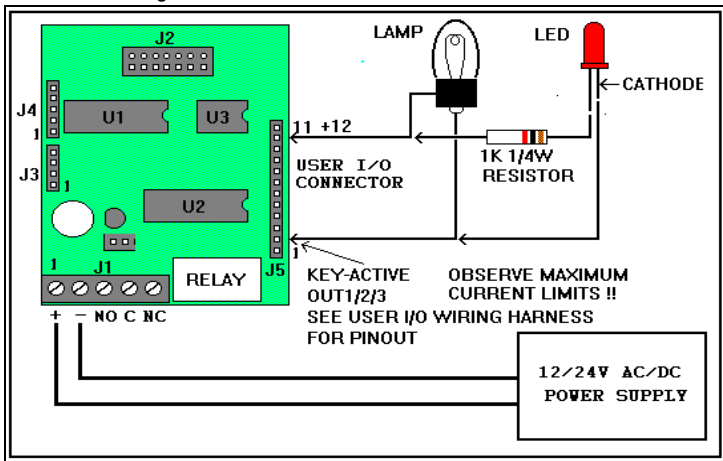 J2
LAMP
LED
CATHODE
J4
1
U1
U3
11 +12
J3
1
USER I/O
CONNECTOR
1K 1/4W
RESISTOR
U2
1
J1
RELAY
J5
1
KEY-ACTIVE
OUT1/2/3
SEE USER I/O WIRING HARNESS
FOR PINOUT
OBSERVE MAXIMUM
CURRENT LIMITS !!
+ − NO C NC
12/24V AC/DC
POWER SUPPLY